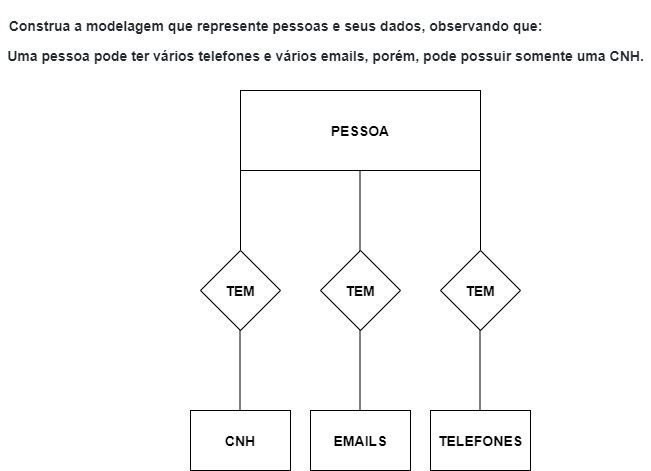 Construa a modelagem que represente pessoas e seus dados, observando que:
Uma pessoa pode ter vários telefones e vários emails, porém, pode possuir somente uma CNH.
PESSOA
TEM TEM TEM
CNH EMAILS TELEFONES